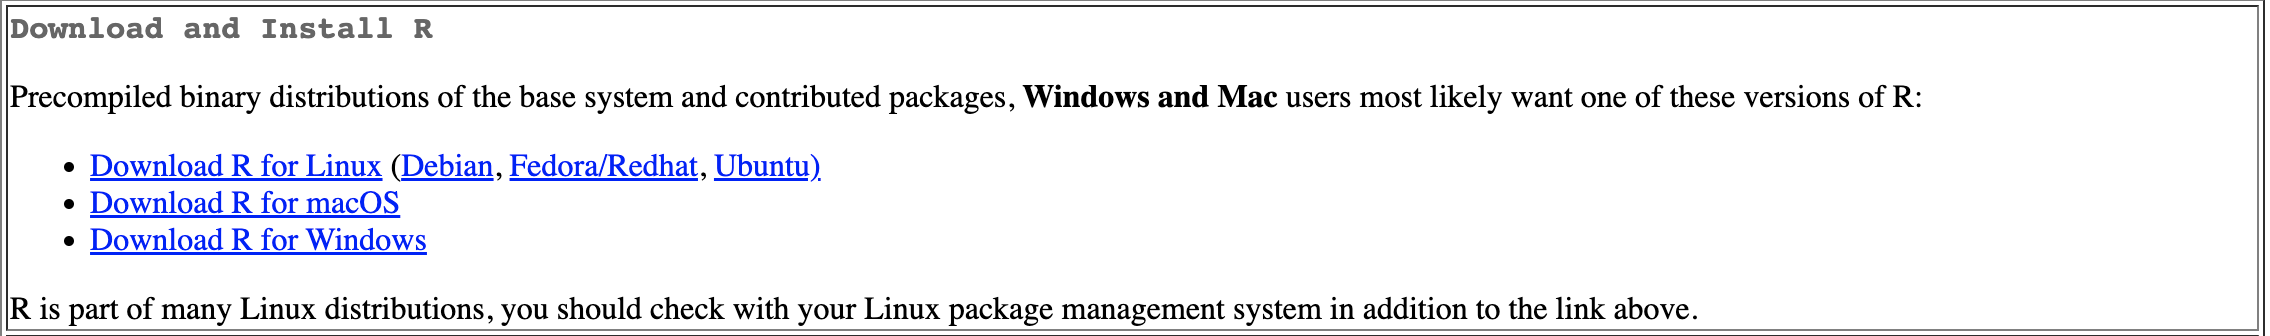 Download and Install R
Precompiled binary distributions of the base system and contributed packages, Windows and Mac users most likely want one of these versions of R:
• Download R for Linux (Debian, Fedora/Redhat, Ubuntu)
• Download R for macOS
• Download R for Windows
R is part of many Linux distributions, you should check with your Linux package management system in addition to the link above.